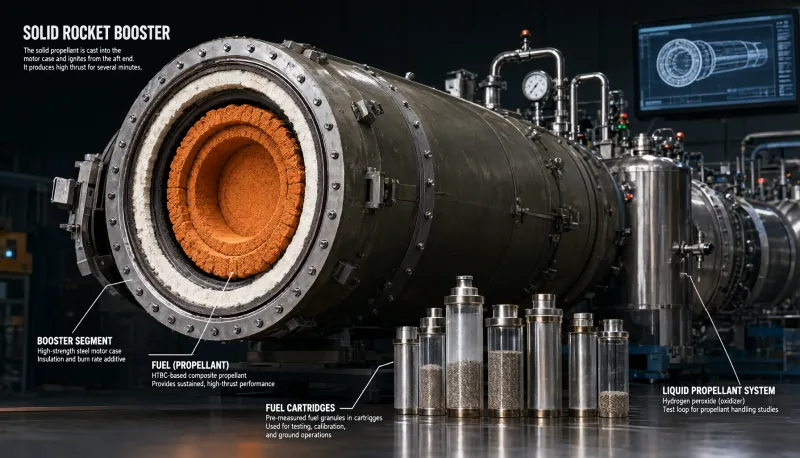 SOLID ROCKET BOOSTER
The solid propellant is cast into the
motor case and ignites from the aft end.
It produces high thrust for several minutes.
BOOSTER SEGMENT
High-strength steel motor case
Insulation and burn rate additive
FUEL (PROPELLANT)
HTBC-based composite propellant
Provides sustained, high-thrust performance
FUEL CARTRIDGES
Pre-measured fuel granules in cartriges
Used for testing, calibration,
and ground operations
LIQUID PROPELLANT SYSTEM
Hydrogen peroxide (oxidizer)
Test loop for propellant handling studies